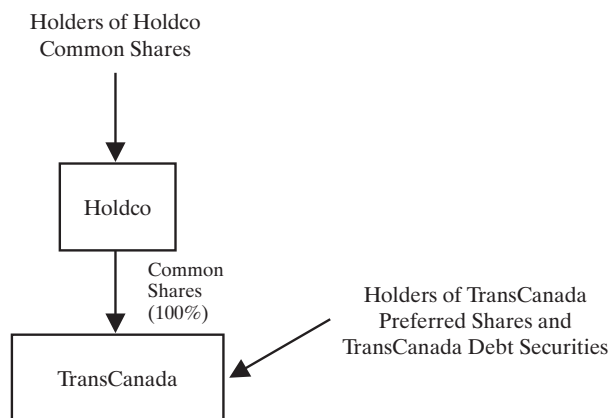 Holders of Holdco
Common Shares
Holdco
Common
Shares
(100%)
Holders of TransCanada
Preferred Shares and
TransCanada Debt Securities
TransCanada